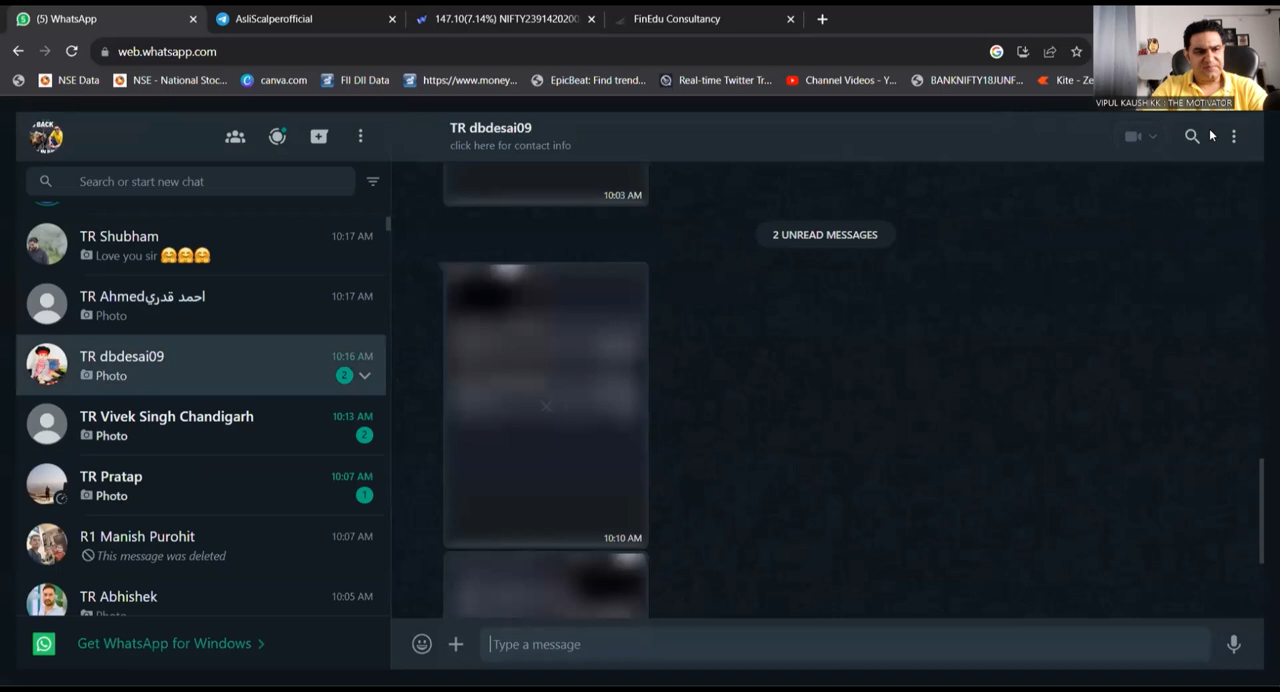 (5) WhatsApp
AsliScalperofficial
147.10(7.14%) NIFTY2391420200
FinEdu Consultancy
web.whatsapp.com
NSE Data
NSE - National Stoc...
canva.com
FII DII Data
https://www.money...
EpicBeat: Find trend...
Real-time Twitter Tr...
Channel Videos - Y...
BANKNIFTY18JUNF...
Kite - Ze
VIPUL KAUSHIKK : THE MOTIVATOR
BACK
TR dbdesai09
click here for contact info
Search or start new chat
10:03 AM
2 UNREAD MESSAGES
TR Shubham
10:17 AM
Love you sir 🤗🤗🤗
TR Ahmedاحمد قدري
10:17 AM
Photo
TR dbdesai09
10:16 AM
Photo
2
TR Vivek Singh Chandigarh
10:13 AM
Photo
2
TR Pratap
10:07 AM
Photo
1
R1 Manish Purohit
10:07 AM
This message was deleted
10:10 AM
TR Abhishek
10:05 AM
Photo
Get WhatsApp for Windows
Type a message